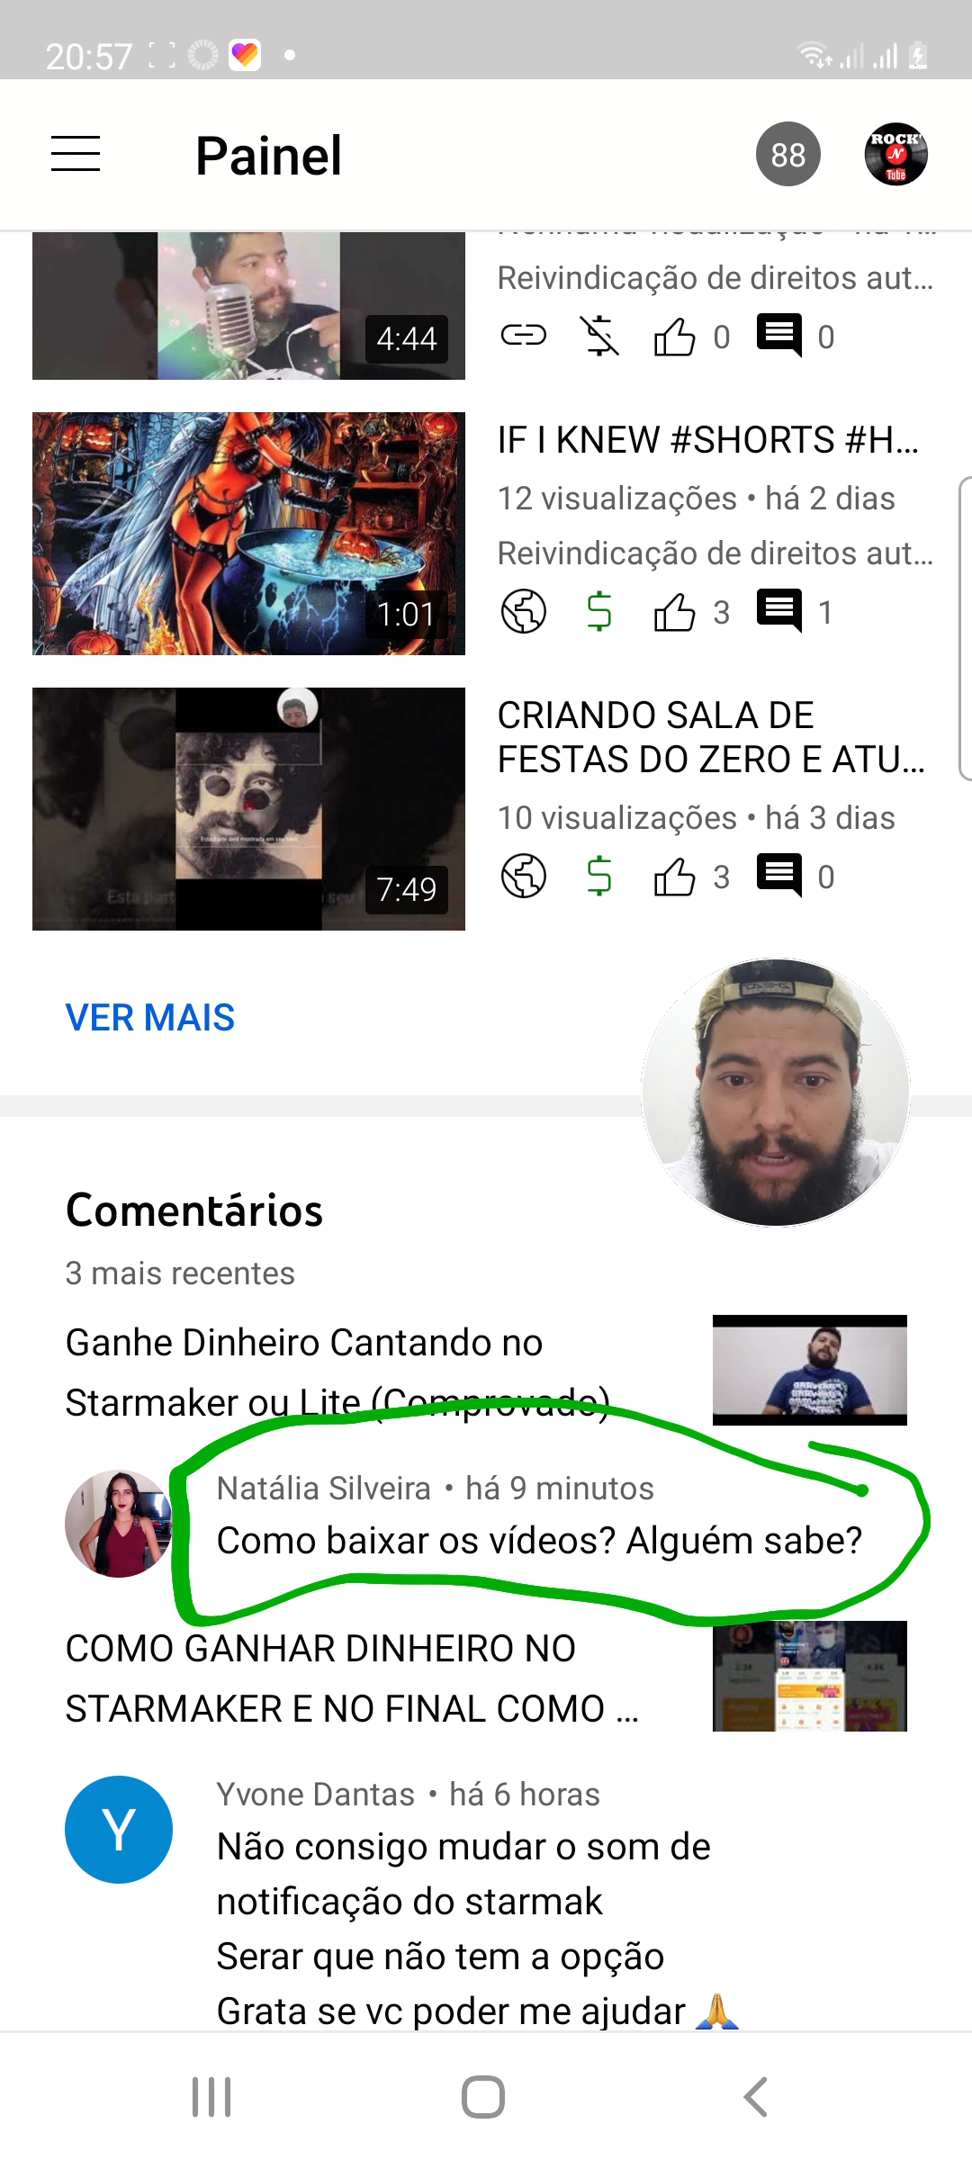 20:57
Painel
88
ROCK'
N
Tube
Reivindicação de direitos aut...
4:44
0
0
IF I KNEW #SHORTS #H...
12 visualizações • há 2 dias
Reivindicação de direitos aut...
1:01
3
1
CRIANDO SALA DE
FESTAS DO ZERO E ATU...
10 visualizações • há 3 dias
7:49
3
0
VER MAIS
Comentários
3 mais recentes
Ganhe Dinheiro Cantando no
Starmaker ou Lite (Comprovado)
Natália Silveira • há 9 minutos
Como baixar os vídeos? Alguém sabe?
COMO GANHAR DINHEIRO NO
STARMAKER E NO FINAL COMO ...
Y
Yvone Dantas • há 6 horas
Não consigo mudar o som de
notificação do starmak
Serar que não tem a opção
Grata se vc poder me ajudar 🙏